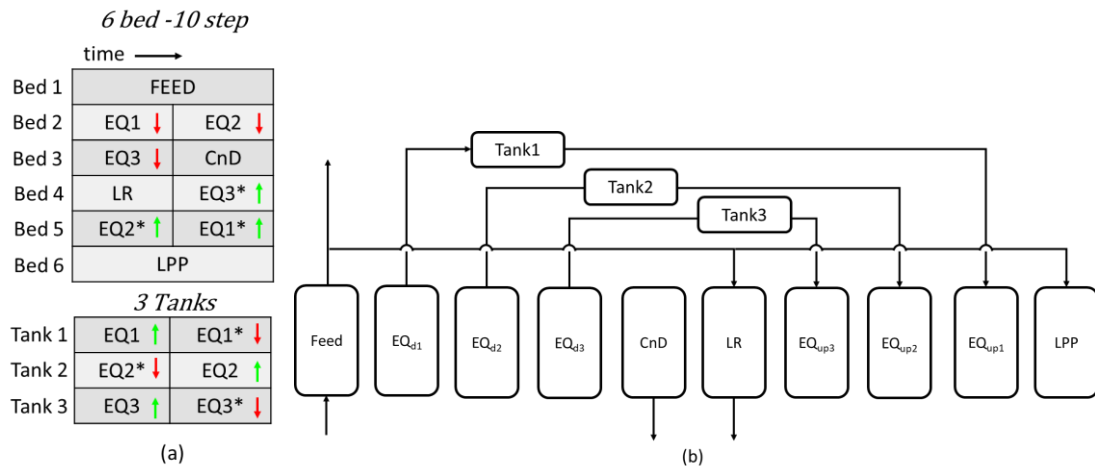 6 bed -10 step
time
Bed 1 FEED
Bed 2 EQ1 EQ2
Bed 3 EQ3 CnD
Bed 4 LR EQ3*
Bed 5 EQ2* EQ1*
Bed 6 LPP
3 Tanks
Tank 1 EQ1 EQ1*
Tank 2 EQ2* EQ2
Tank 3 EQ3 EQ3*
(a)
Tank1
Tank2
Tank3
Feed EQd1 EQd2 EQd3 CnD LR EQup3 EQup2 EQup1 LPP
(b)